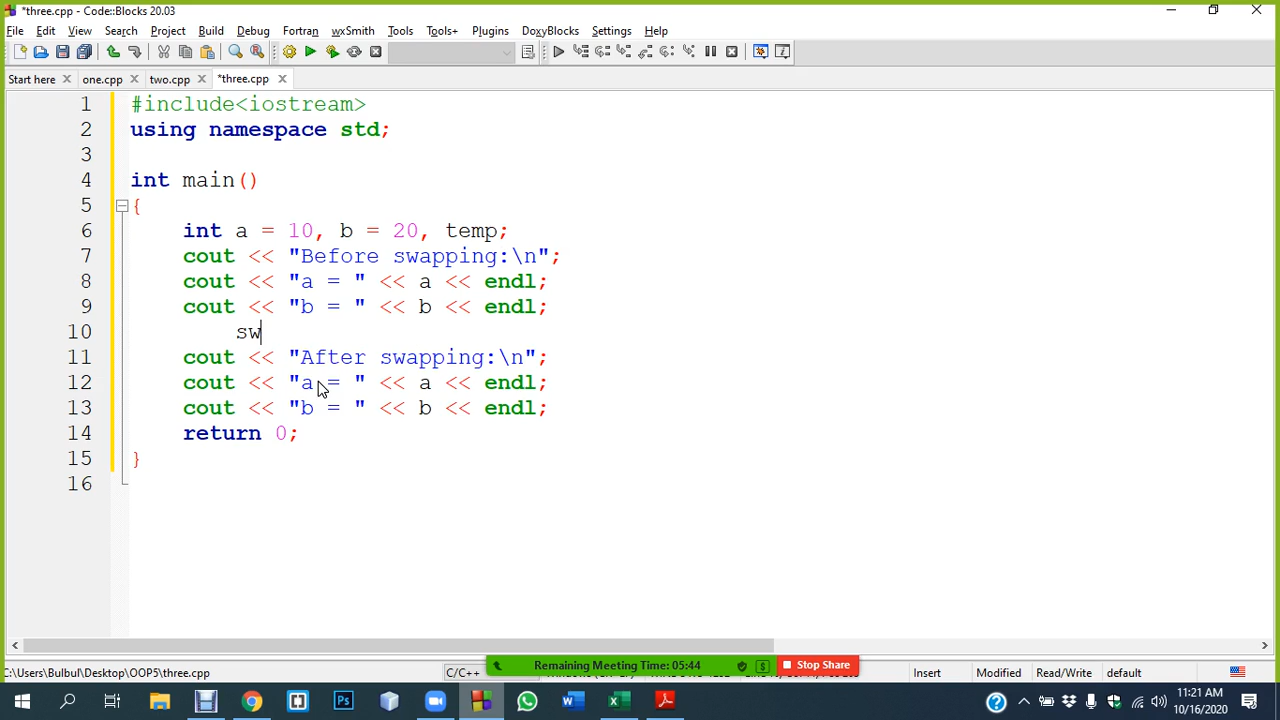 *three.cpp - Code::Blocks 20.03
File Edit View Search Project Build Debug Fortran wxSmith Tools Tools+ Plugins DoxyBlocks Settings Help
Start here one.cpp two.cpp *three.cpp
1 #include<iostream>
2 using namespace std;
3
4 int main()
5 {
6 int a = 10, b = 20, temp;
7 cout << "Before swapping:\n";
8 cout << "a = " << a << endl;
9 cout << "b = " << b << endl;
10 sw
11 cout << "After swapping:\n";
12 cout << "a = " << a << endl;
13 cout << "b = " << b << endl;
14 return 0;
15 }
16
Remaining Meeting Time: 05:44 Stop Share
C:\Users\Bulbul\Desktop\OOP5\three.cpp C/C++ Insert Modified Read/Write default
11:21 AM
10/16/2020